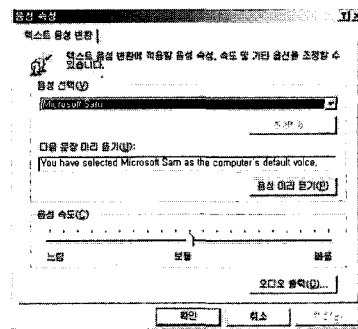 음성 속성
텍스트 음성 변환
텍스트 음성 변환에 적용할 음성 속성, 속도 및 기타 옵션을 조정할 수
있습니다.
음성 선택(V)
Microsoft Sam
다음 문장 미리 듣기(U):
You have selected Microsoft Sam as the computer's default voice.
음성 미리 듣기(P)
음성 속도(C)
느림 보통 빠름
오디오 출력(O)...
확인 취소